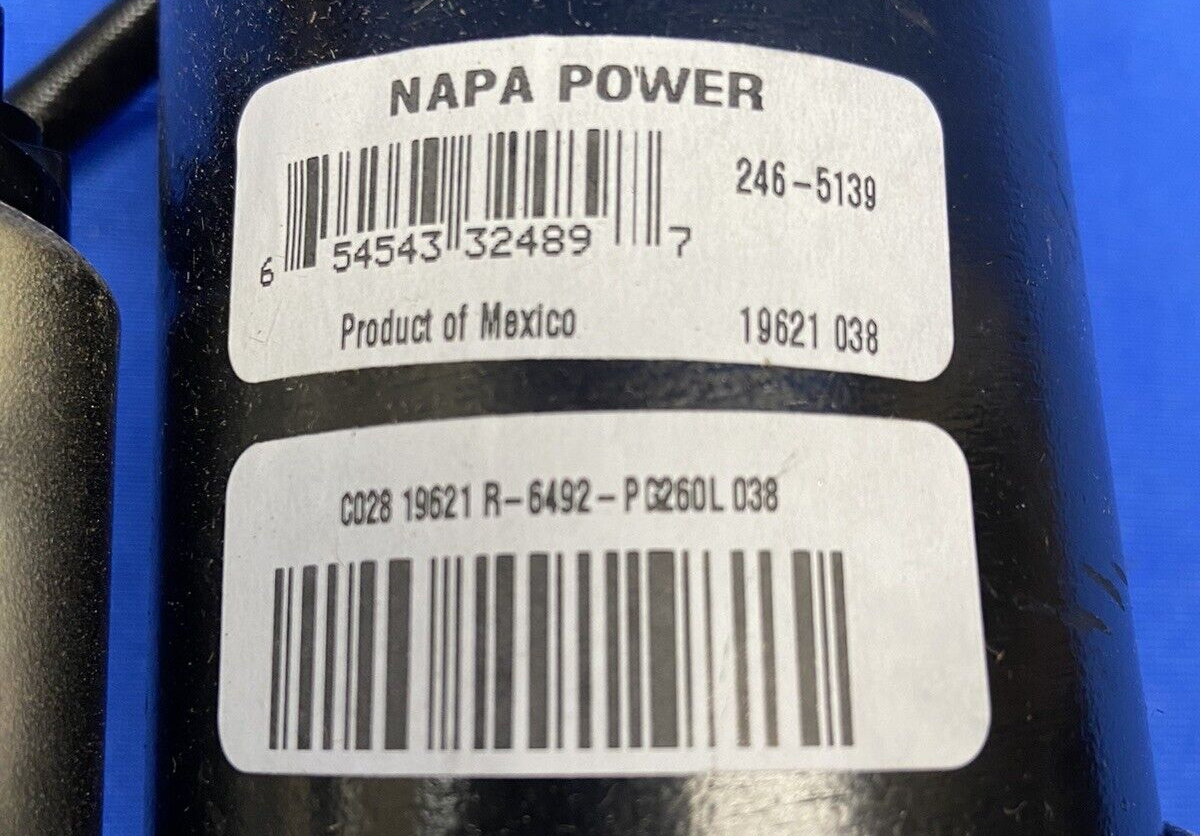 NAPA POWER
246-5139
6 54543 32489 7
Product of Mexico 19621 038
C028 19621 R-6492-PG260L 038